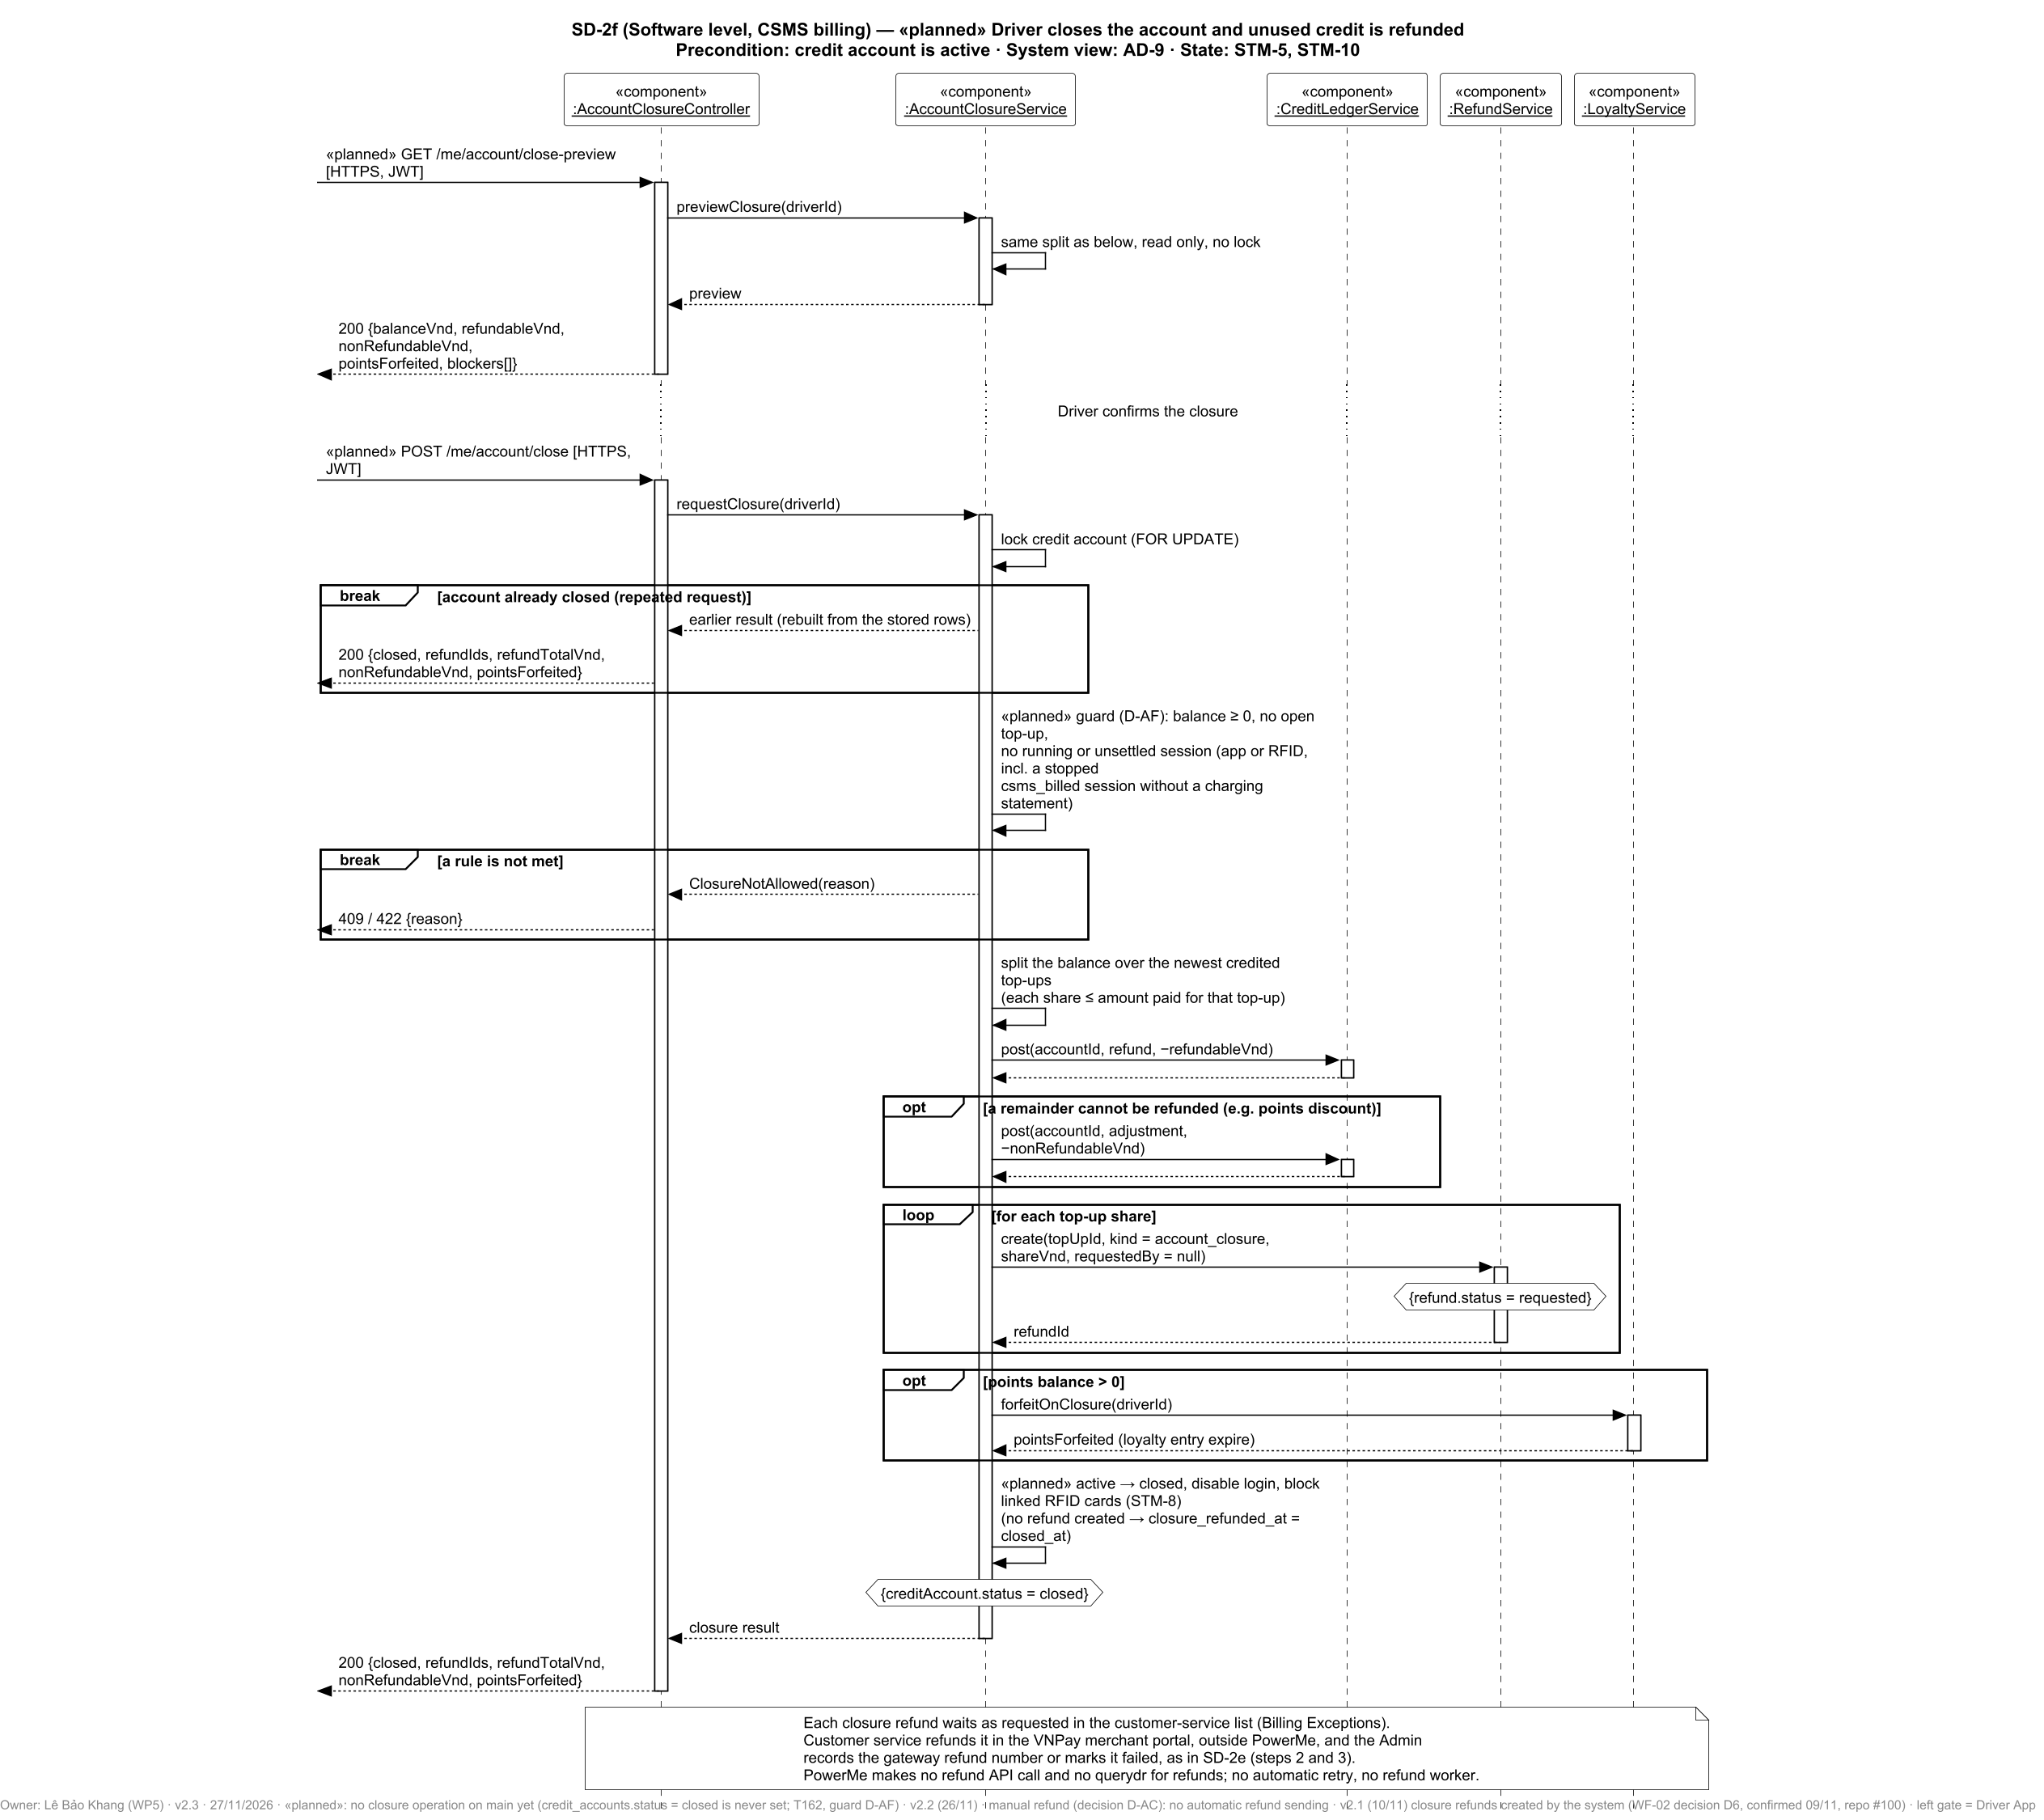 SD-2f (Software level, CSMS billing) — «planned» Driver closes the account and unused credit is refunded
Precondition: credit account is active · System view: AD-9 · State: STM-5, STM-10
«component»
:AccountClosureController
«component»
:AccountClosureService
«component»
:CreditLedgerService
«component»
:RefundService
«component»
:LoyaltyService
«planned» GET /me/account/close-preview
[HTTPS, JWT]
previewClosure(driverId)
same split as below, read only, no lock
preview
200 {balanceVnd, refundableVnd,
nonRefundableVnd,
pointsForfeited, blockers[]}
Driver confirms the closure
«planned» POST /me/account/close [HTTPS,
JWT]
requestClosure(driverId)
lock credit account (FOR UPDATE)
break
[account already closed (repeated request)]
earlier result (rebuilt from the stored rows)
200 {closed, refundIds, refundTotalVnd,
nonRefundableVnd, pointsForfeited}
«planned» guard (D-AF): balance ≥ 0, no open
top-up,
no running or unsettled session (app or RFID,
incl. a stopped
csms_billed session without a charging
statement)
break
[a rule is not met]
ClosureNotAllowed(reason)
409 / 422 {reason}
split the balance over the newest credited
top-ups
(each share ≤ amount paid for that top-up)
post(accountId, refund, −refundableVnd)
opt
[a remainder cannot be refunded (e.g. points discount)]
post(accountId, adjustment,
−nonRefundableVnd)
loop
[for each top-up share]
create(topUpId, kind = account_closure,
shareVnd, requestedBy = null)
{refund.status = requested}
refundId
opt
[points balance > 0]
forfeitOnClosure(driverId)
pointsForfeited (loyalty entry expire)
«planned» active → closed, disable login, block
linked RFID cards (STM-8)
(no refund created → closure_refunded_at =
closed_at)
{creditAccount.status = closed}
closure result
200 {closed, refundIds, refundTotalVnd,
nonRefundableVnd, pointsForfeited}
Each closure refund waits as requested in the customer-service list (Billing Exceptions).
Customer service refunds it in the VNPay merchant portal, outside PowerMe, and the Admin
records the gateway refund number or marks it failed, as in SD-2e (steps 2 and 3).
PowerMe makes no refund API call and no querydr for refunds; no automatic retry, no refund worker.
Owner: Lê Bảo Khang (WP5) · v2.3 · 27/11/2026 · «planned»: no closure operation on main yet (credit_accounts.status = closed is never set; T162, guard D-AF) · v2.2 (26/11) · manual refund (decision D-AC): no automatic refund sending · v2.1 (10/11) closure refunds created by the system (WF-02 decision D6, confirmed 09/11, repo #100) · left gate = Driver App